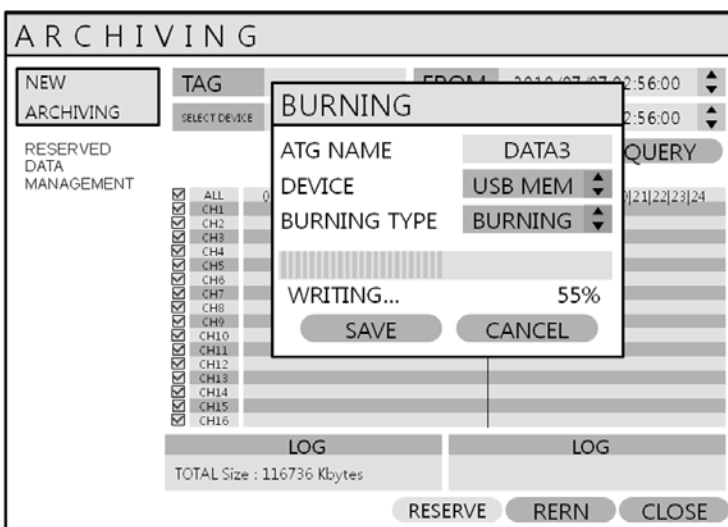 ARCHIVING
NEW
ARCHIVING
RESERVED
DATA
MANAGEMENT
TAG
SELECT DEVICE
2:56:00
2:56:00
QUERY
BURNING
ATG NAME DATA3
DEVICE USB MEM
BURNING TYPE BURNING
WRITING... 55%
SAVE CANCEL
ALL 0 |21|22|23|24
CH1
CH2
CH3
CH4
CH5
CH6
CH7
CH8
CH9
CH10
CH11
CH12
CH13
CH14
CH15
CH16
LOG LOG
TOTAL Size : 116736 Kbytes
RESERVE RERN CLOSE